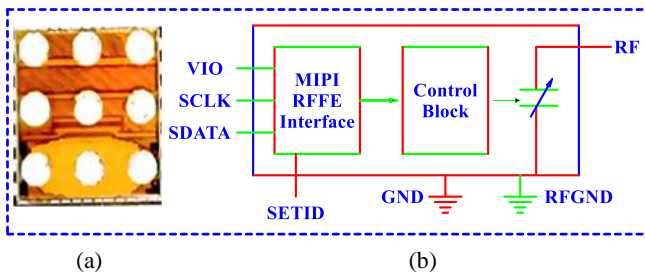 RF
VIO
SCLK
SDATA
MIPI
RFFE
Interface
Control
Block
SETID
GND
RFGND
(a)
(b)